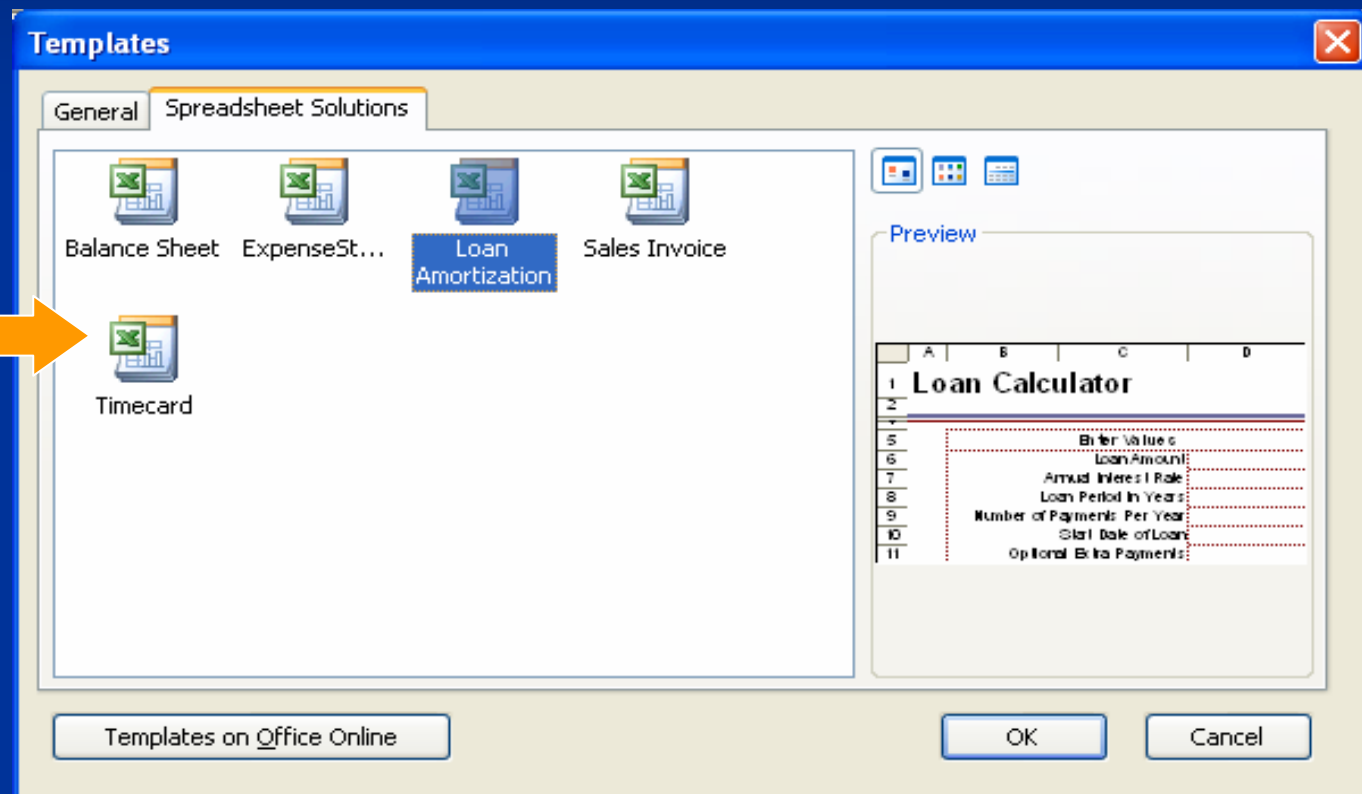 Templates
General
Spreadsheet Solutions
Balance Sheet
ExpenseSt...
Loan
Amortization
Sales Invoice
Timecard
Preview
A B C D
1 Loan Calculator
2
5 Enter Values
6 Loan Amount
7 Annual Interest Rate
8 Loan Period in Years
9 Number of Payments Per Year
10 Start Date of Loan
11 Optional Extra Payments
Templates on Office Online
OK
Cancel